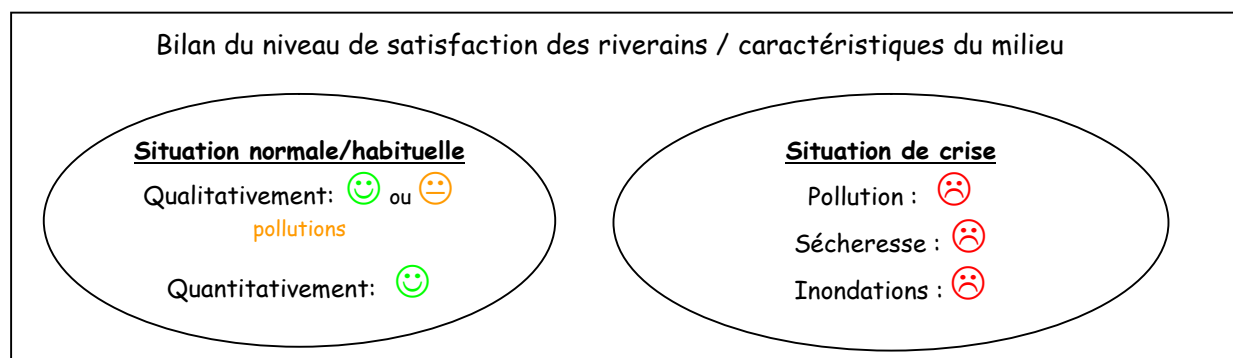 Bilan du niveau de satisfaction des riverains / caractéristiques du milieu
Situation normale/habituelle
Qualitativement: ou
pollutions
Quantitativement:
Situation de crise
Pollution :
Sécheresse :
Inondations :